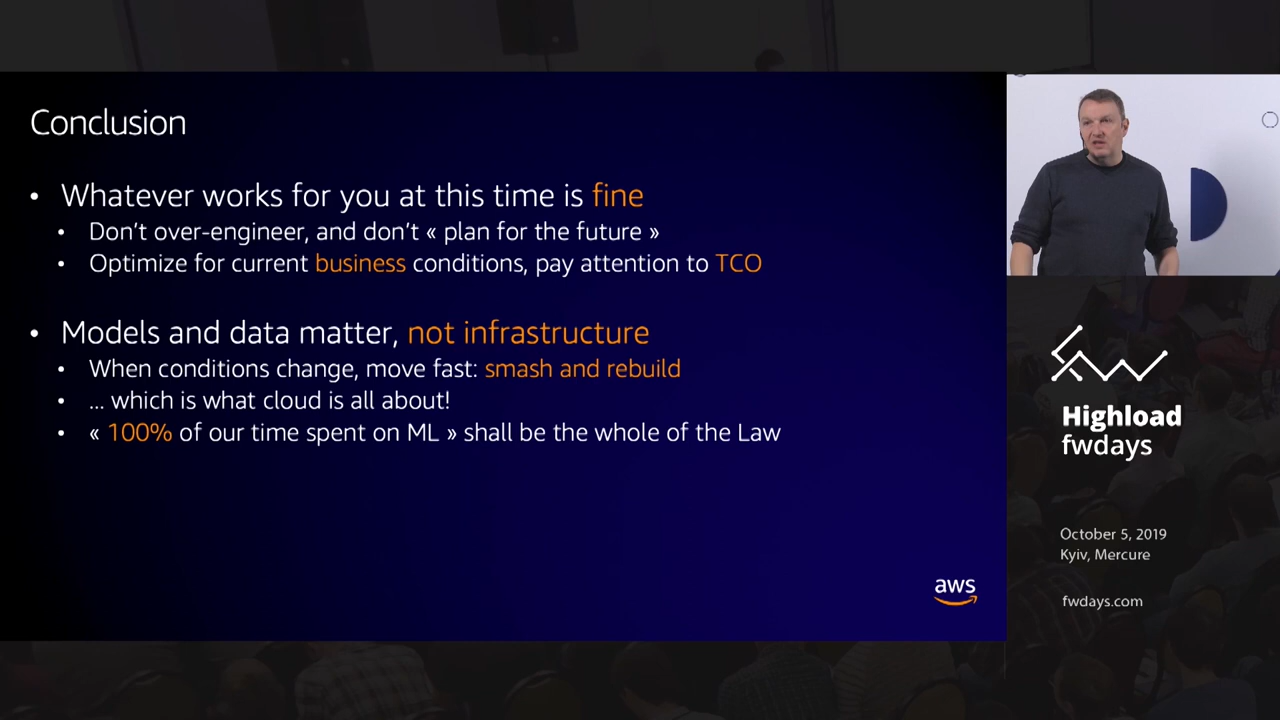 Conclusion
• Whatever works for you at this time is fine
• Don't over-engineer, and don't « plan for the future »
• Optimize for current business conditions, pay attention to TCO
• Models and data matter, not infrastructure
• When conditions change, move fast: smash and rebuild
• ... which is what cloud is all about!
• « 100% of our time spent on ML » shall be the whole of the Law
aws
Highload
fwdays
October 5, 2019
Kyiv, Mercure
fwdays.com